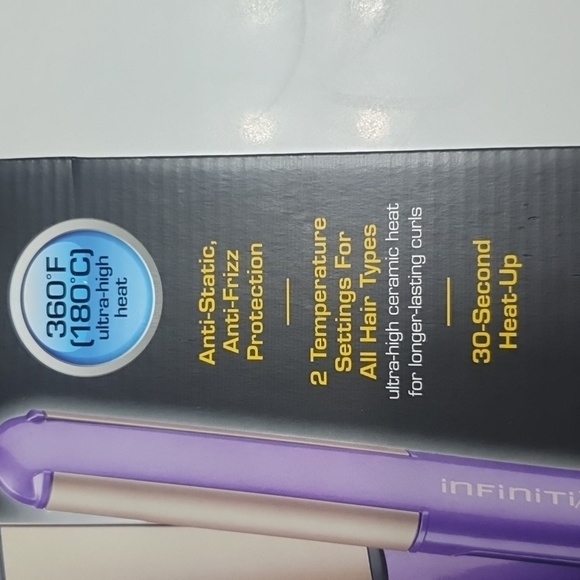 360°F
(180°C)
ultra-high
heat
Anti-Static,
Anti-Frizz
Protection
2 Temperature
Settings For
All Hair Types
ultra-high ceramic heat
for longer-lasting curls
30-Second
Heat-Up
INFINITI